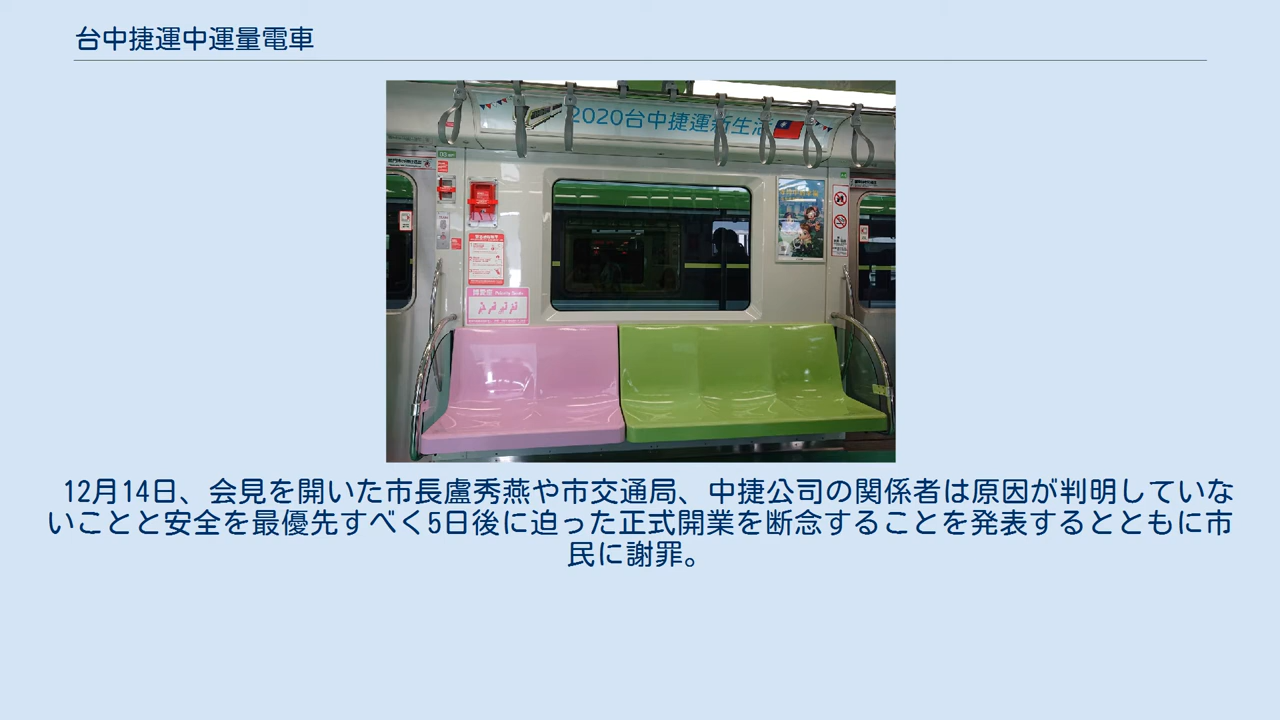 台中捷運中運量電車
2020台中捷運新生活
12月14日、会見を開いた市長盧秀燕や市交通局、中捷公司の関係者は原因が判明していな
いことと安全を最優先すべく5日後に迫った正式開業を断念することを発表するとともに市
民に謝罪。